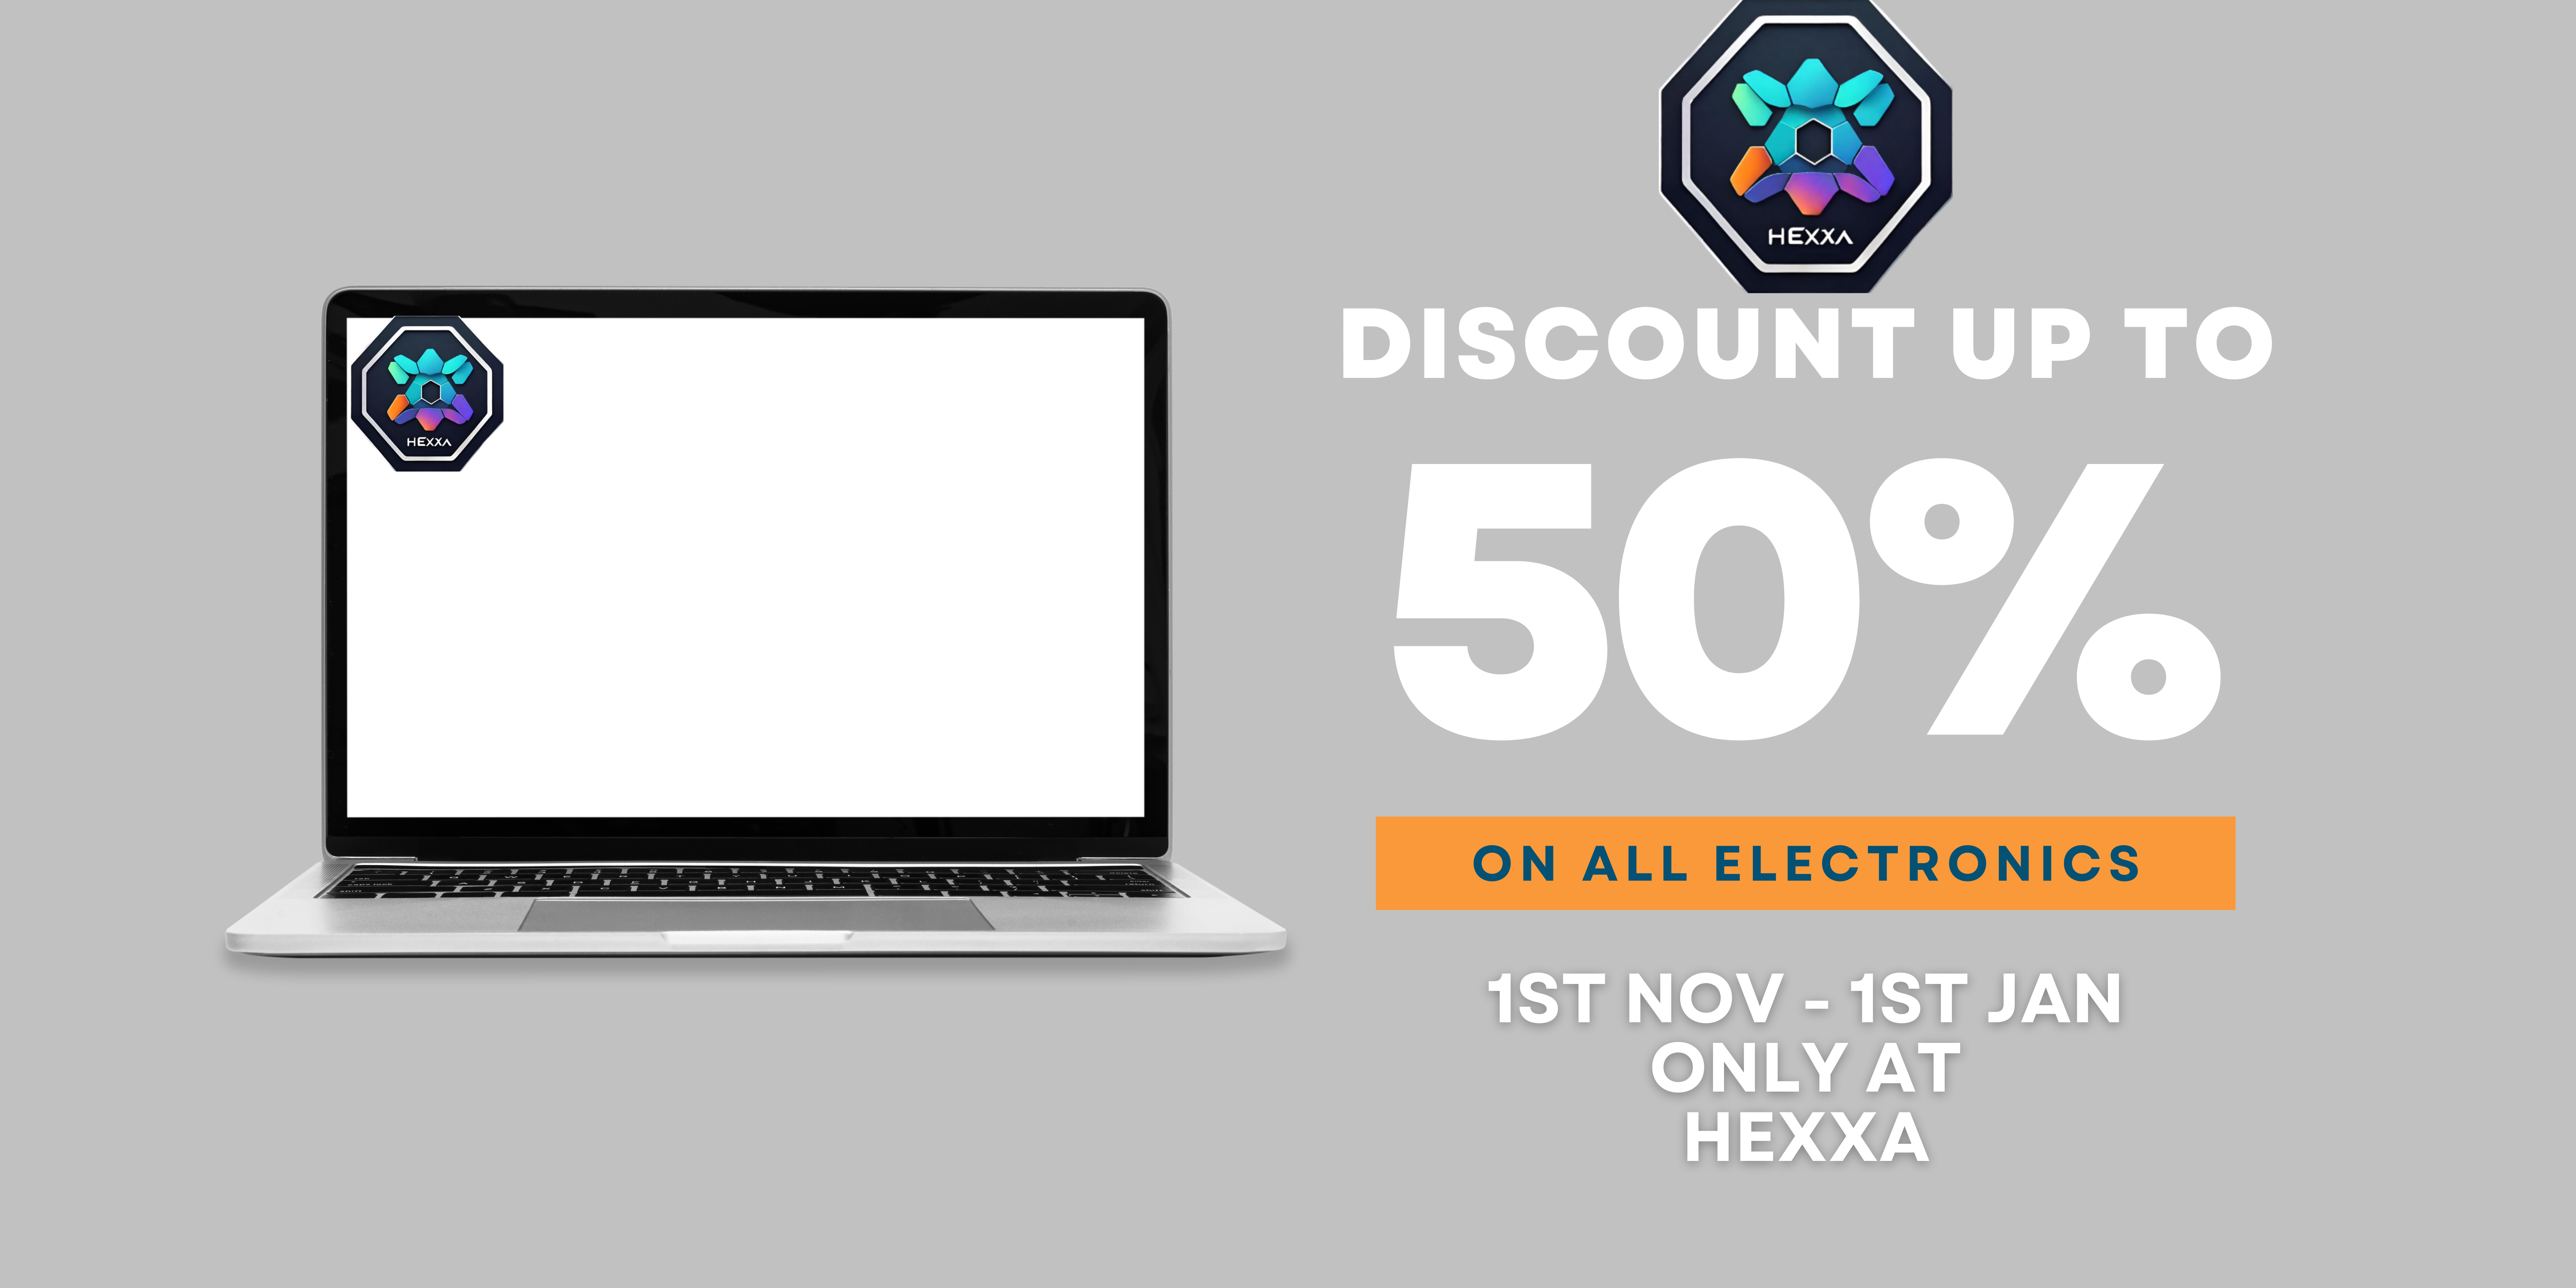 HEXXA
DISCOUNT UP TO
50%
ON ALL ELECTRONICS
1ST NOV - 1ST JAN
ONLY AT
HEXXA
HEXXA